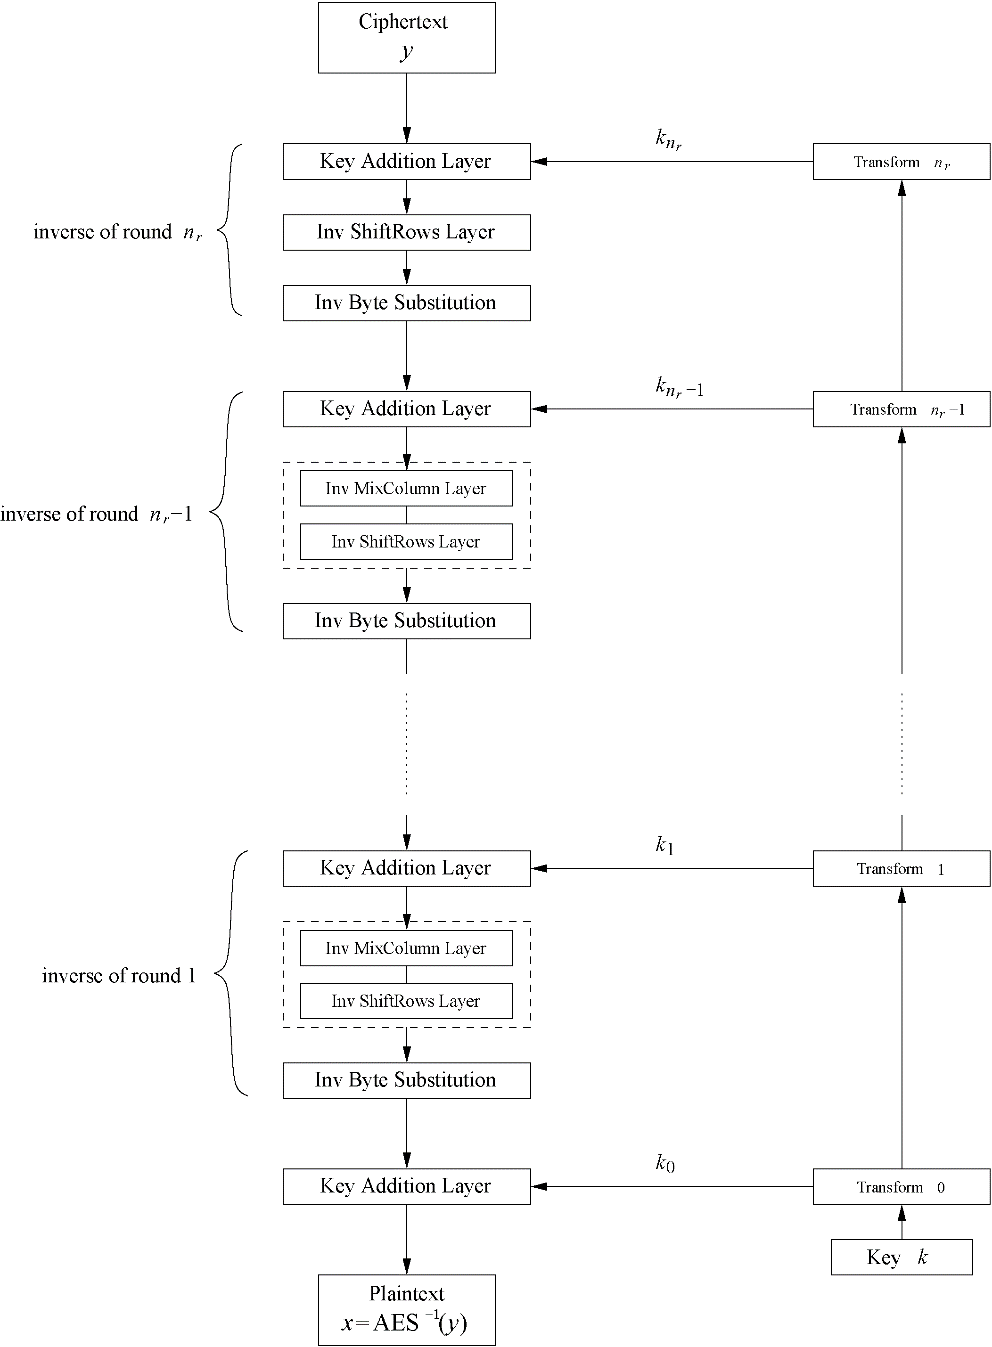 Ciphertext
y
Key Addition Layer
k_{n_r}
Transform n_r
inverse of round n_r
Inv ShiftRows Layer
Inv Byte Substitution
Key Addition Layer
k_{n_r−1}
Transform n_r−1
Inv MixColumn Layer
inverse of round n_r−1
Inv ShiftRows Layer
Inv Byte Substitution
Key Addition Layer
k_1
Transform 1
Inv MixColumn Layer
inverse of round 1
Inv ShiftRows Layer
Inv Byte Substitution
Key Addition Layer
k_0
Transform 0
Key k
Plaintext
x = AES^{−1}(y)